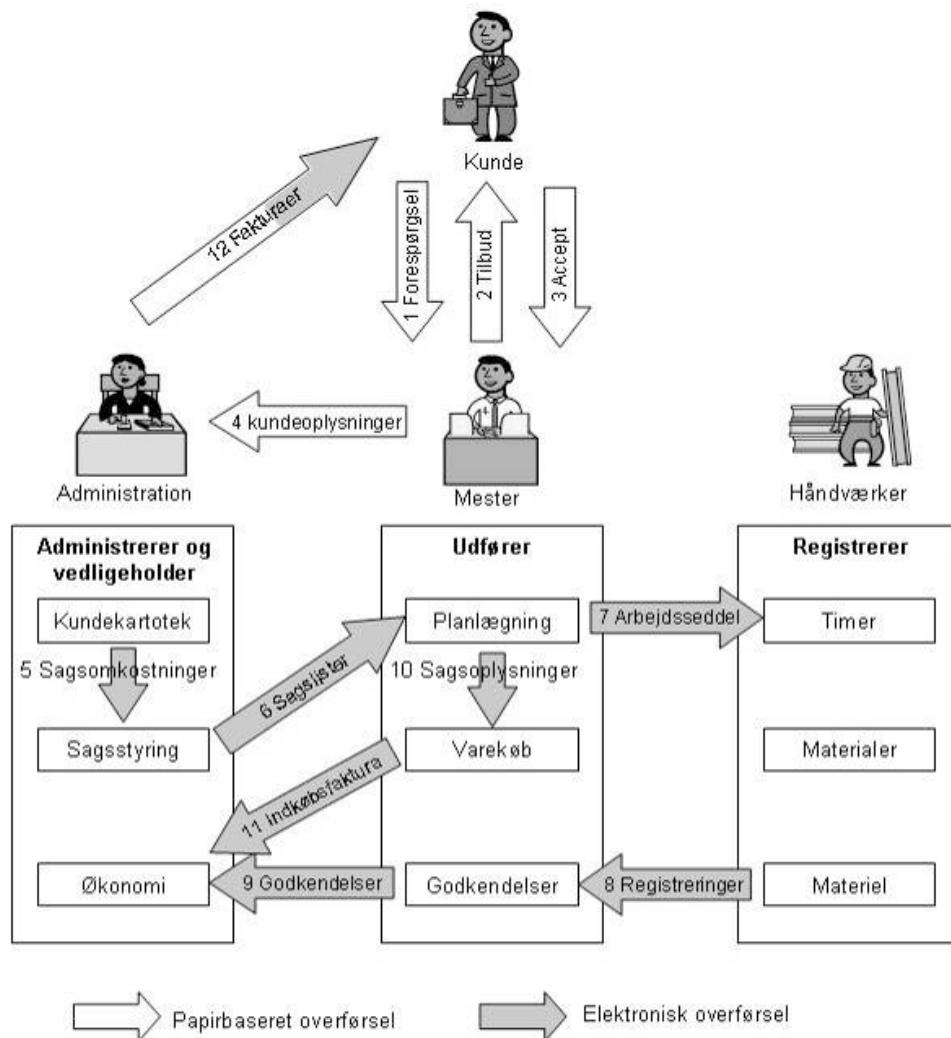 Kunde
12 Fakturaer
1 Forespørgsel
2 Tilbud
3 Accept
4 kundeoplysninger
Administration
Mester
Håndværker
Administrerer og
vedligeholder
Kundekartotek
5 Sagsomkostninger
Sagsstyring
Økonomi
6 Sagslister
11 Indkøbsfaktura
9 Godkendelser
Udfører
Planlægning
10 Sagsoplysninger
Varekøb
Godkendelser
7 Arbejdsseddel
8 Registreringer
Registrerer
Timer
Materialer
Materiel
Papirbaseret overførsel
Elektronisk overførsel